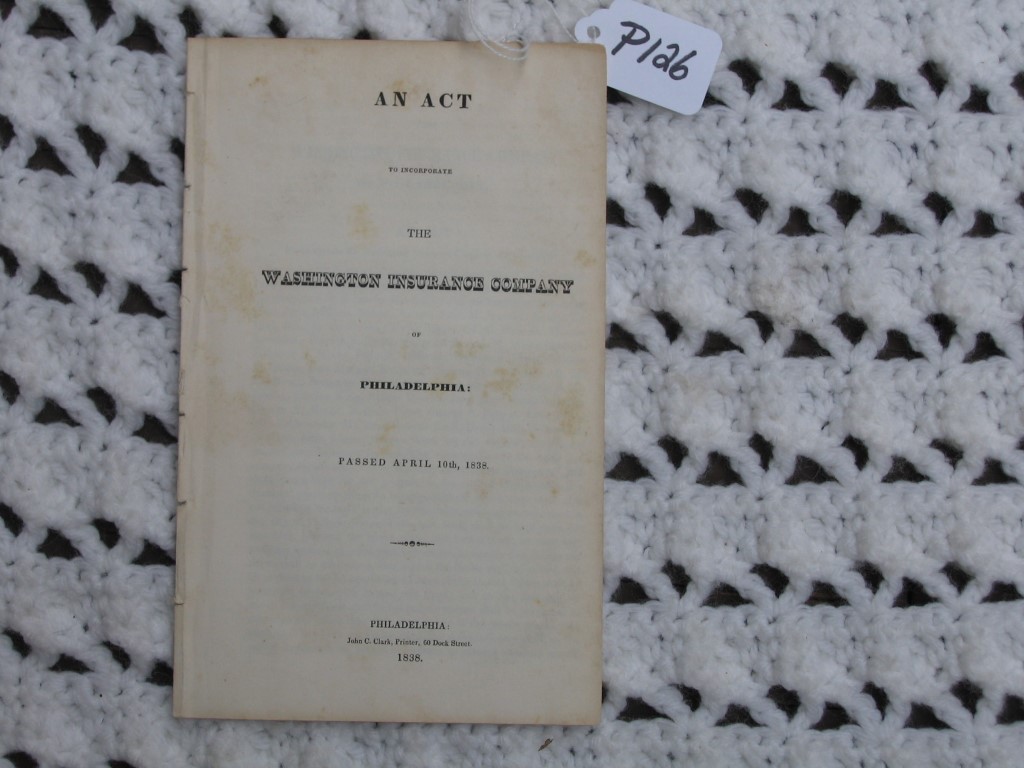 P126
AN ACT
TO INCORPORATE
THE
WASHINGTON INSURANCE COMPANY
OF
PHILADELPHIA:
PASSED APRIL 10th, 1838.
PHILADELPHIA:
John C. Clark, Printer, 60 Dock Street.
1838.